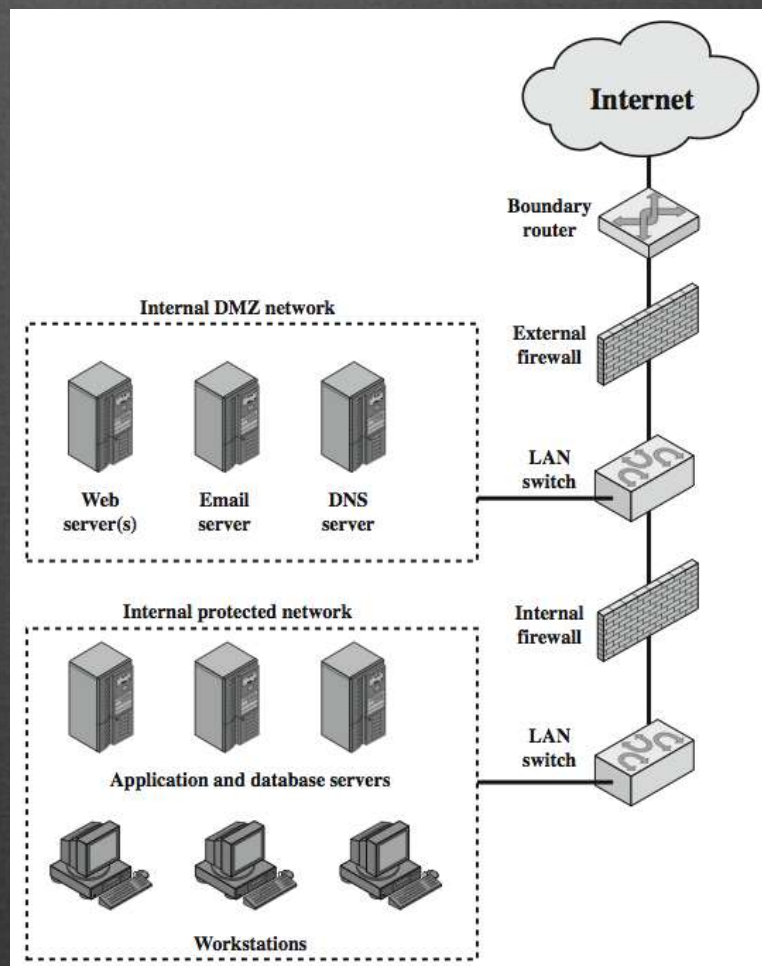 Internet
Boundary
router
Internal DMZ network
External
firewall
Web
server(s)
Email
server
DNS
server
LAN
switch
Internal protected network
Internal
firewall
Application and database servers
LAN
switch
Workstations